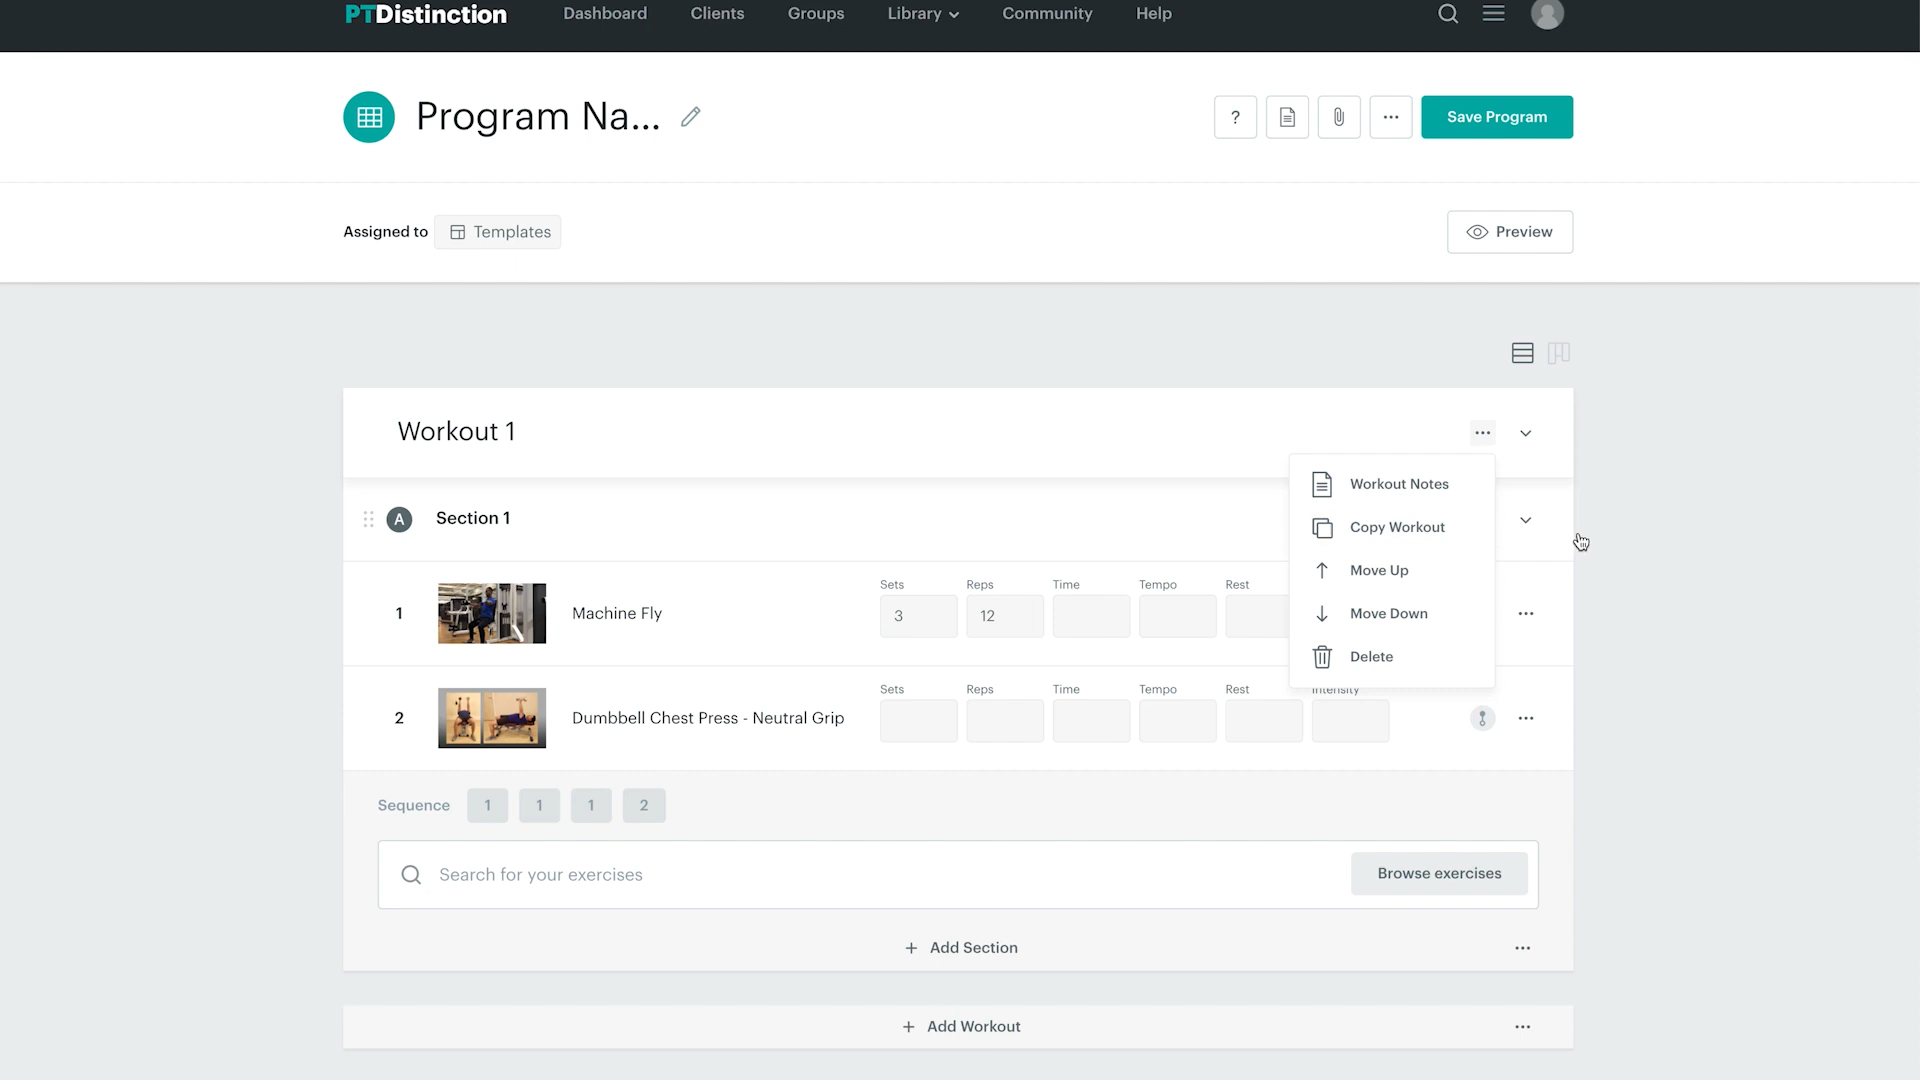 PTDistinction Dashboard Clients Groups Library Community Help
Program Na...
? Save Program
Assigned to Templates Preview
Workout 1
Workout Notes
Copy Workout
Move Up
Move Down
Delete
A Section 1
Sets Reps Time Tempo Rest
1 Machine Fly 3 12
Sets Reps Time Tempo Rest Intensity
2 Dumbbell Chest Press - Neutral Grip
Sequence 1 1 1 2
Search for your exercises Browse exercises
+ Add Section
+ Add Workout